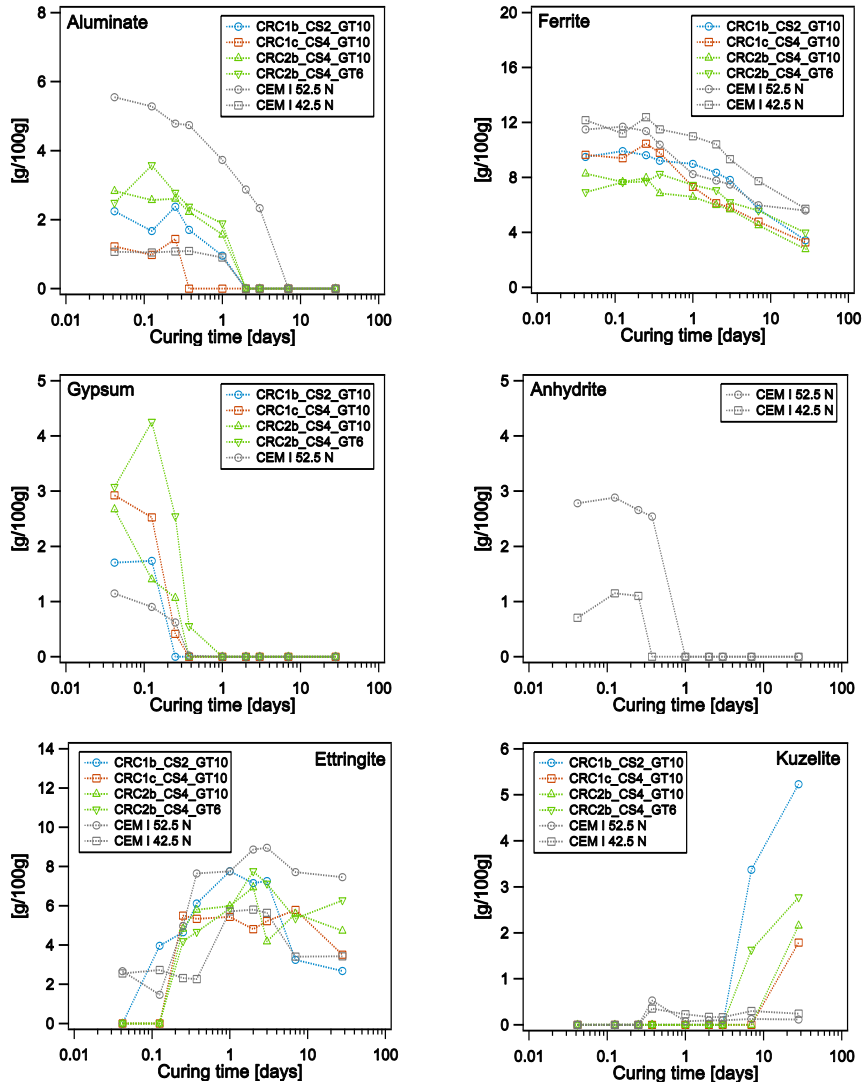 Aluminate
CRC1b_CS2_GT10
CRC1c_CS4_GT10
CRC2b_CS4_GT10
CRC2b_CS4_GT6
CEM I 52.5 N
CEM I 42.5 N
8
6
4
2
0
[g/100g]
0.01 0.1 1 10 100
Curing time [days]
Ferrite
CRC1b_CS2_GT10
CRC1c_CS4_GT10
CRC2b_CS4_GT10
CRC2b_CS4_GT6
CEM I 52.5 N
CEM I 42.5 N
20
16
12
8
4
0
[g/100g]
0.01 0.1 1 10 100
Curing time [days]
Gypsum
CRC1b_CS2_GT10
CRC1c_CS4_GT10
CRC2b_CS4_GT10
CRC2b_CS4_GT6
CEM I 52.5 N
5
4
3
2
1
0
[g/100g]
0.01 0.1 1 10 100
Curing time [days]
Anhydrite
CEM I 52.5 N
CEM I 42.5 N
5
4
3
2
1
0
[g/100g]
0.01 0.1 1 10 100
Curing time [days]
Ettringite
CRC1b_CS2_GT10
CRC1c_CS4_GT10
CRC2b_CS4_GT10
CRC2b_CS4_GT6
CEM I 52.5 N
CEM I 42.5 N
14
12
10
8
6
4
2
0
[g/100g]
0.01 0.1 1 10 100
Curing time [days]
Kuzelite
CRC1b_CS2_GT10
CRC1c_CS4_GT10
CRC2b_CS4_GT10
CRC2b_CS4_GT6
CEM I 52.5 N
CEM I 42.5 N
6
5
4
3
2
1
0
[g/100g]
0.01 0.1 1 10 100
Curing time [days]